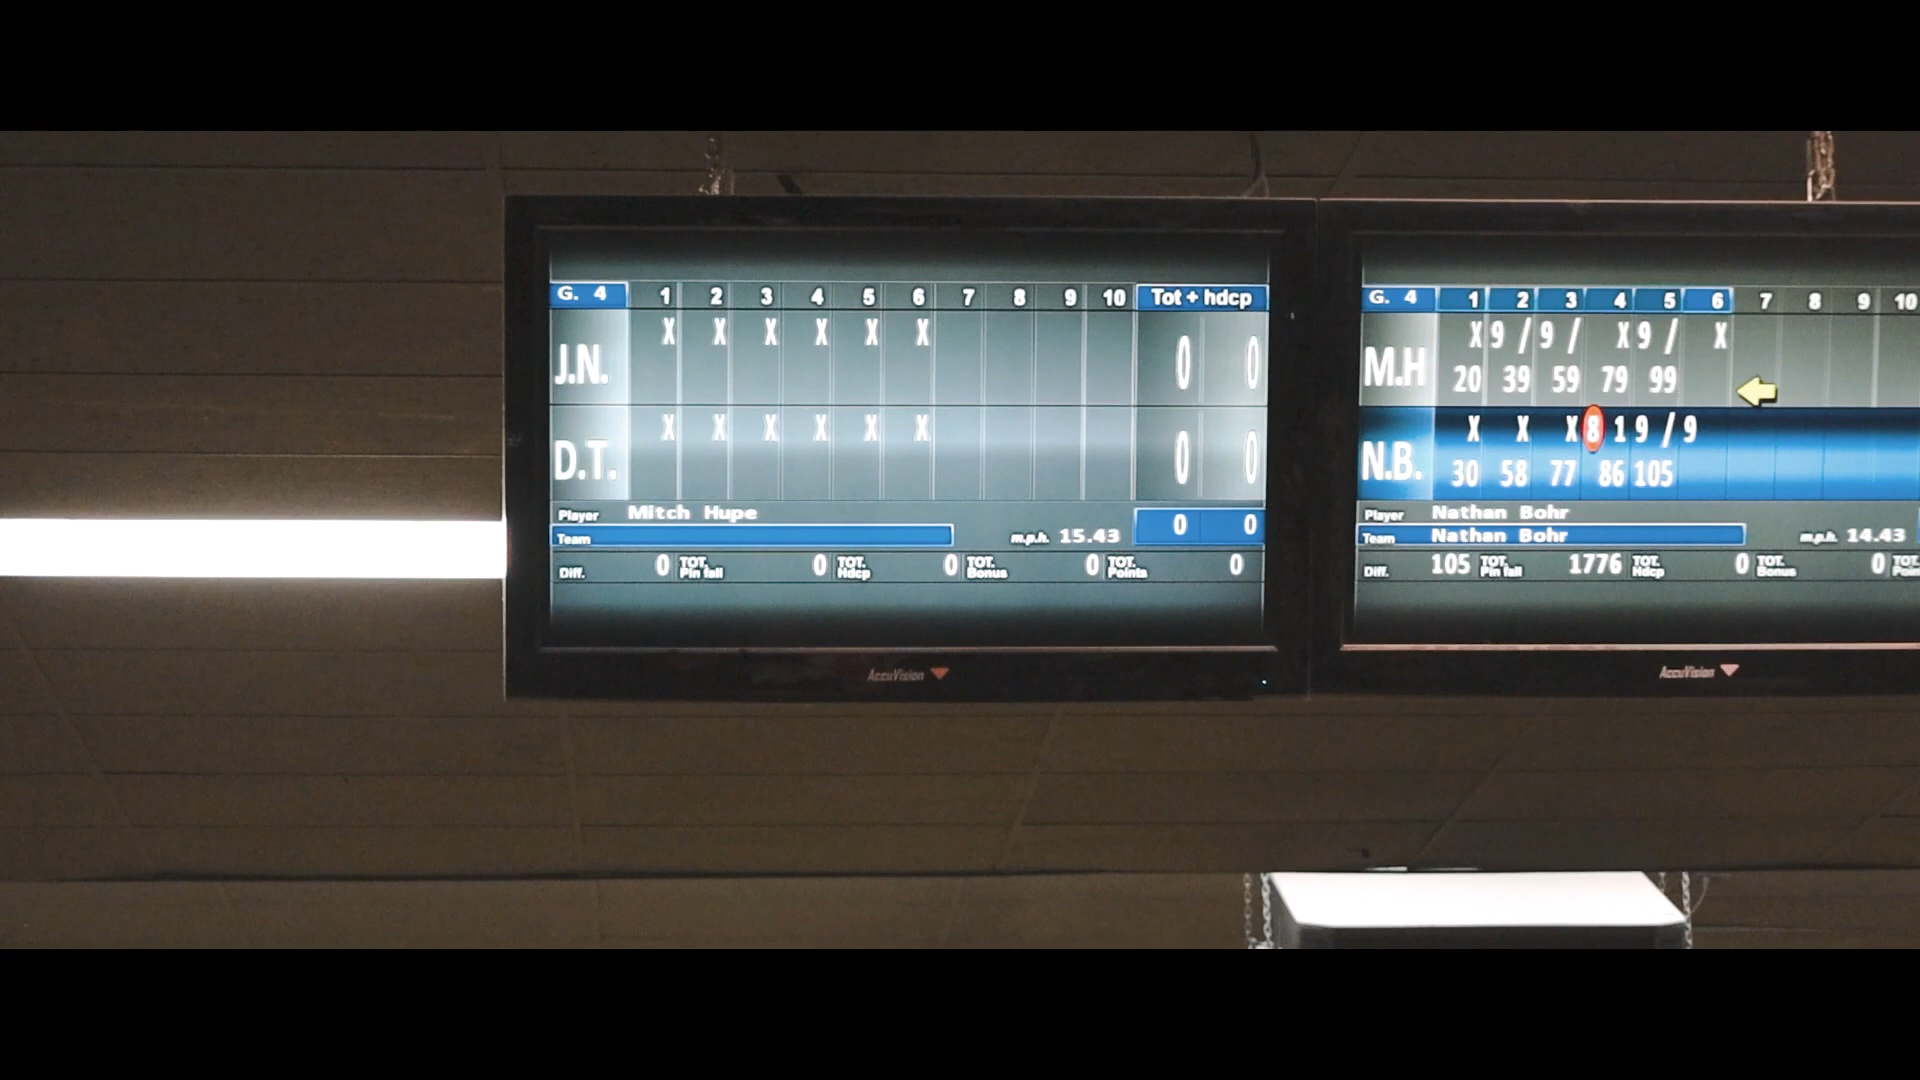 G. 4 1 2 3 4 5 6 7 8 9 10 Tot + hdcp
X X X X X X
J.N. 0 0
X X X X X X
D.T. 0 0
Player Mitch Hupe
Team m.p.h. 15.43 0 0
Diff. 0 TOT. Pin fall 0 TOT. Hdcp 0 TOT. Bonus 0 TOT. Points 0
AccuVision
G. 4 1 2 3 4 5 6 7 8 9 10
X 9 / 9 / X 9 / X
M.H 20 39 59 79 99
X X X 8 1 9 / 9
N.B. 30 58 77 86 105
Player Nathan Bohr
Team Nathan Bohr m.p.h. 14.43
Diff. 105 TOT. Pin fall 1776 TOT. Hdcp 0 TOT. Bonus 0 TOT.
AccuVision